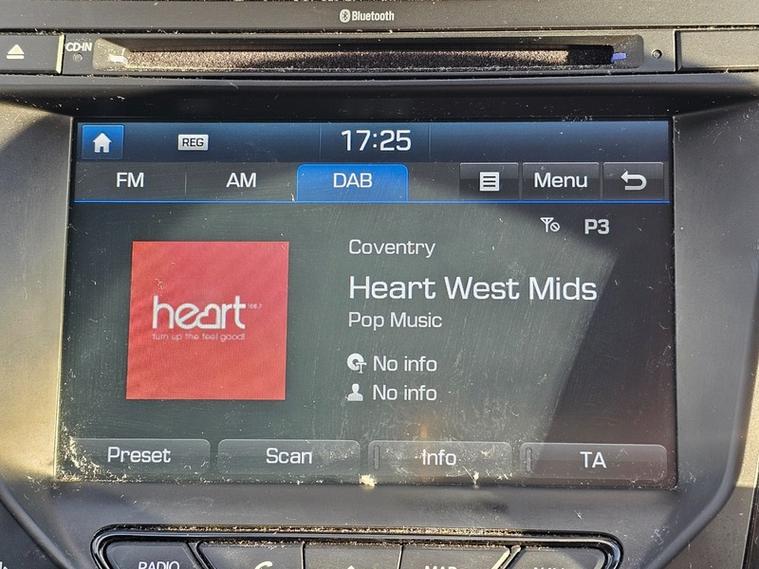 Bluetooth
CD-IN
REG
17:25
FM AM DAB Menu
P3
Coventry
Heart West Mids
Pop Music
heart
turn up the feel good!
No info
No info
Preset Scan Info TA
RADIO MAP